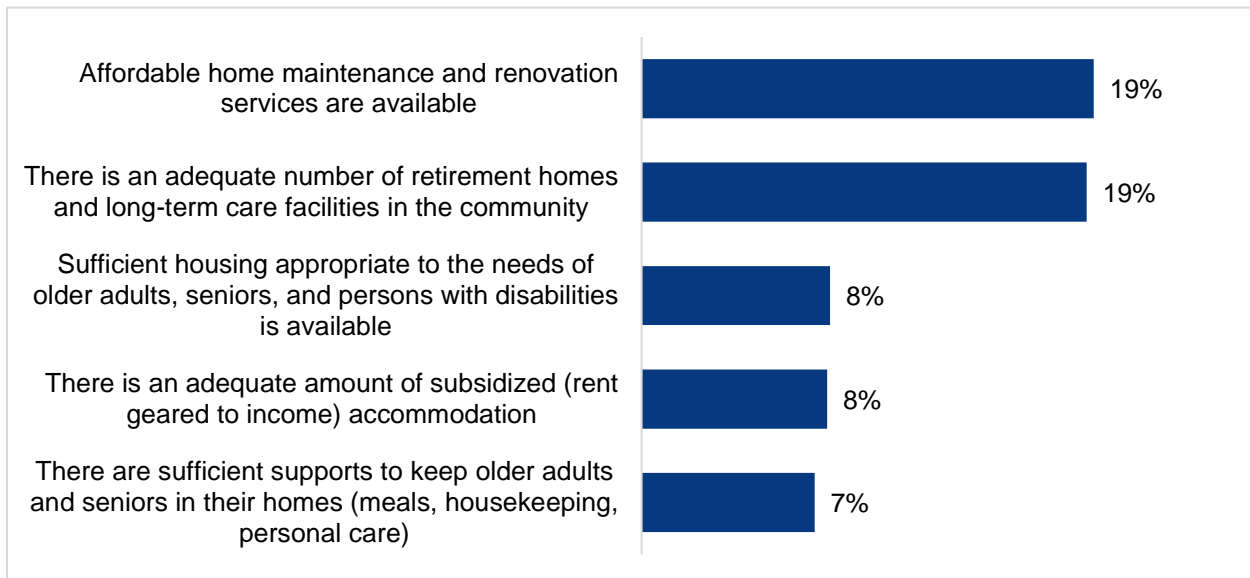 Affordable home maintenance and renovation
services are available
19%
There is an adequate number of retirement homes
and long-term care facilities in the community
19%
Sufficient housing appropriate to the needs of
older adults, seniors, and persons with disabilities
is available
8%
There is an adequate amount of subsidized (rent
geared to income) accommodation
8%
There are sufficient supports to keep older adults
and seniors in their homes (meals, housekeeping,
personal care)
7%